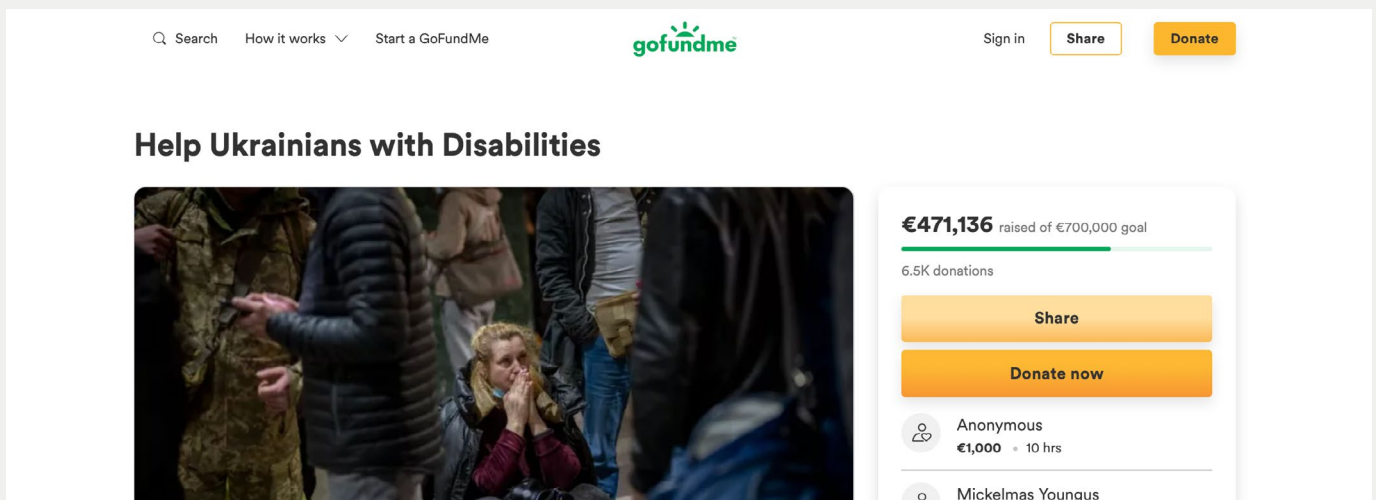 Search How it works Start a GoFundMe gofundme Sign in Share Donate
Help Ukrainians with Disabilities
€471,136 raised of €700,000 goal
6.5K donations
Share
Donate now
Anonymous
€1,000 • 10 hrs
Mickelmas Youngus